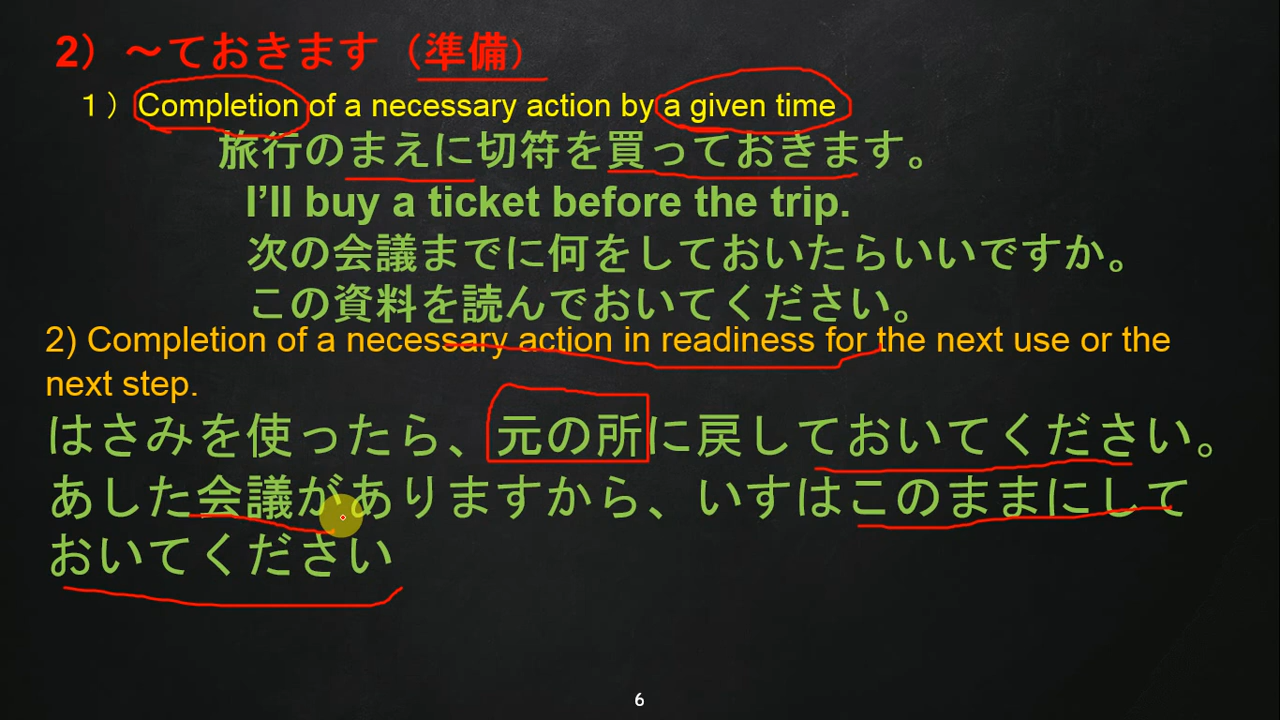 2）～ておきます（準備）
１）Completion of a necessary action by a given time
旅行のまえに切符を買っておきます。
I’ll buy a ticket before the trip.
次の会議までに何をしておいたらいいですか。
この資料を読んでおいてください。
2) Completion of a necessary action in readiness for the next use or the
next step.
はさみを使ったら、元の所に戻しておいてください。
あした会議がありますから、いすはこのままにして
おいてください
6